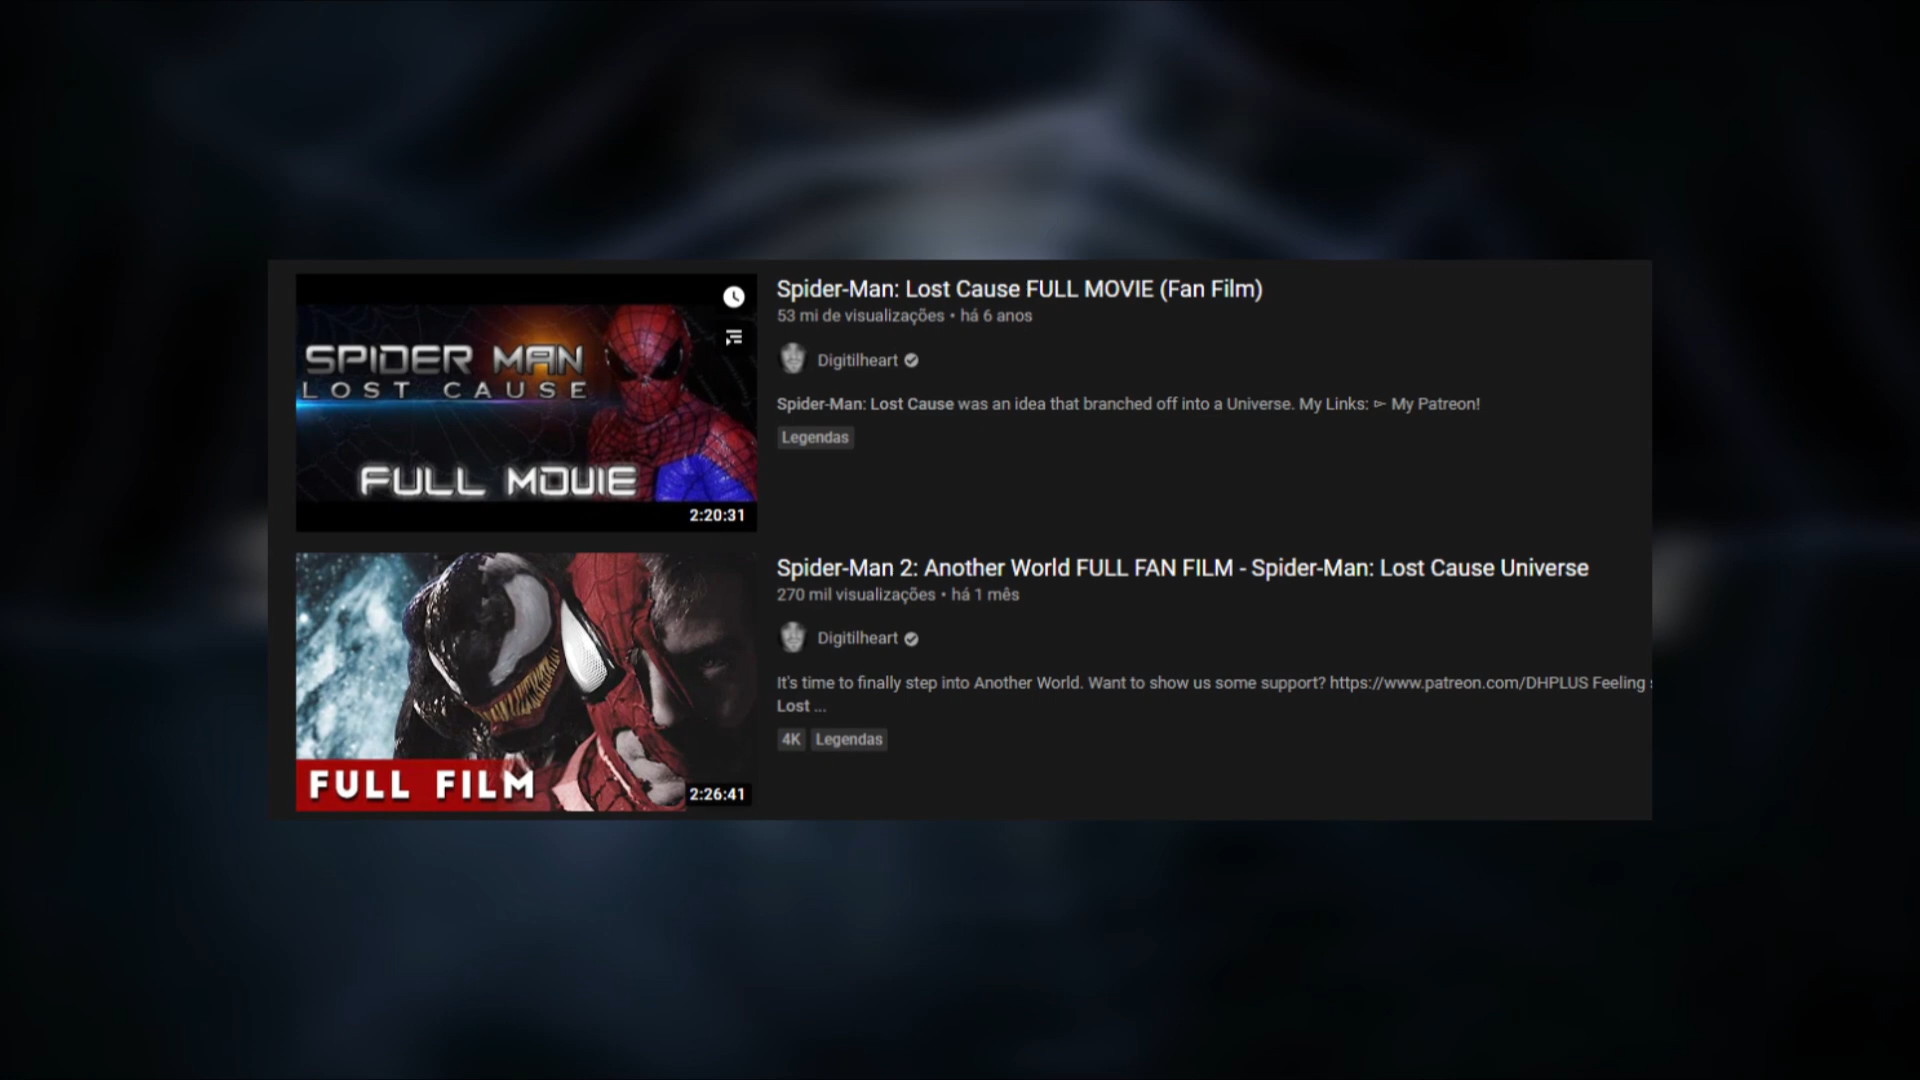 SPIDER MAN
LOST CAUSE
FULL MOVIE
2:20:31
Spider-Man: Lost Cause FULL MOVIE (Fan Film)
53 mi de visualizações • há 6 anos
Digitilheart
Spider-Man: Lost Cause was an idea that branched off into a Universe. My Links: ▻ My Patreon!
Legendas
FULL FILM
2:26:41
Spider-Man 2: Another World FULL FAN FILM - Spider-Man: Lost Cause Universe
270 mil visualizações • há 1 mês
Digitilheart
It's time to finally step into Another World. Want to show us some support? https://www.patreon.com/DHPLUS Feeling
Lost ...
4K Legendas